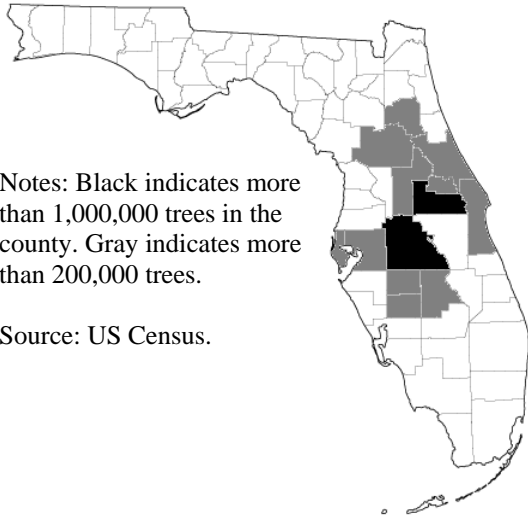 Notes: Black indicates more
than 1,000,000 trees in the
county. Gray indicates more
than 200,000 trees.
Source: US Census.